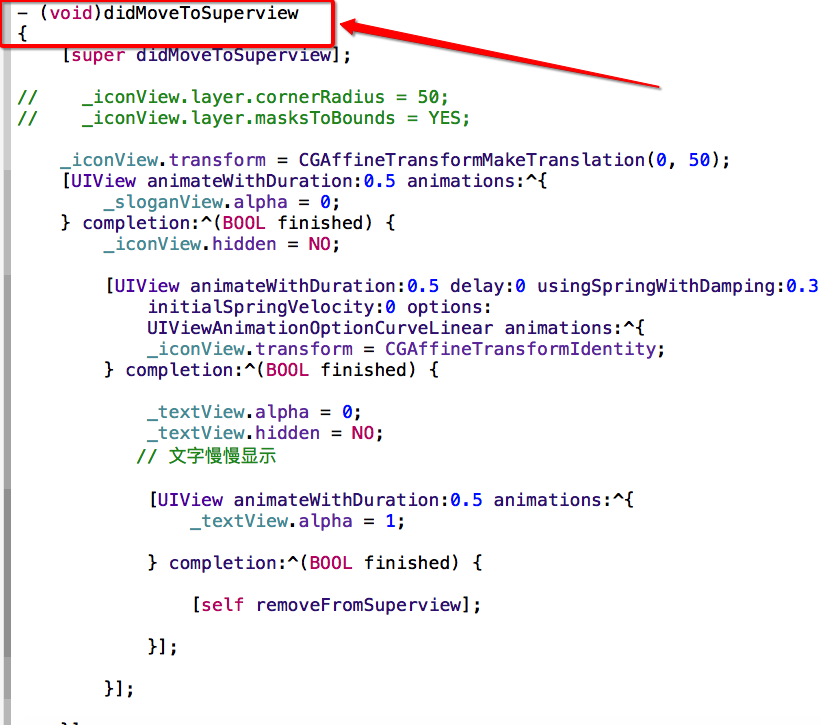 - (void)didMoveToSuperview
{
[super didMoveToSuperview];
// _iconView.layer.cornerRadius = 50;
// _iconView.layer.masksToBounds = YES;
_iconView.transform = CGAffineTransformMakeTranslation(0, 50);
[UIView animateWithDuration:0.5 animations:^{
_sloganView.alpha = 0;
} completion:^(BOOL finished) {
_iconView.hidden = NO;
[UIView animateWithDuration:0.5 delay:0 usingSpringWithDamping:0.3
initialSpringVelocity:0 options:
UIViewAnimationOptionCurveLinear animations:^{
_iconView.transform = CGAffineTransformIdentity;
} completion:^(BOOL finished) {
_textView.alpha = 0;
_textView.hidden = NO;
// 文字慢慢显示
[UIView animateWithDuration:0.5 animations:^{
_textView.alpha = 1;
} completion:^(BOOL finished) {
[self removeFromSuperview];
}];
}];